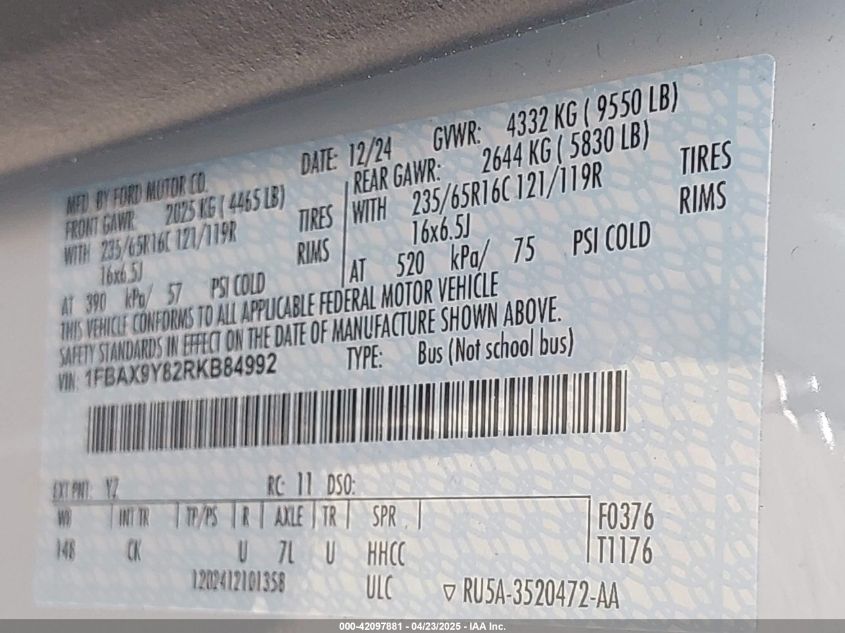 MFD BY FORD MOTOR CO. DATE: 12/24 GVWR: 4332 KG ( 9550 LB)
FRONT GAWR 2025 KG ( 4465 LB) REAR GAWR: 2644 KG ( 5830 LB)
WITH 235/65R16C 121/119R TIRES WITH 235/65R16C 121/119R TIRES
16x6.5J RIMS 16x6.5J RIMS
AT 390 kPa/ 57 PSI COLD AT 520 kPa/ 75 PSI COLD
THIS VEHICLE CONFORMS TO ALL APPLICABLE FEDERAL MOTOR VEHICLE
SAFETY STANDARDS IN EFFECT ON THE DATE OF MANUFACTURE SHOWN ABOVE.
VIN: 1FBAX9Y82RKB84992 TYPE: Bus (Not school bus)
EXT PNT: YZ RC: 11 DSO:
WB INT TR TP/PS R AXLE TR SPR F0376
148 CK U 7L U HHCC T1176
1202412101358 ULC RU5A-3520472-AA
000-42097881 - 04/23/2025 - IAA Inc.